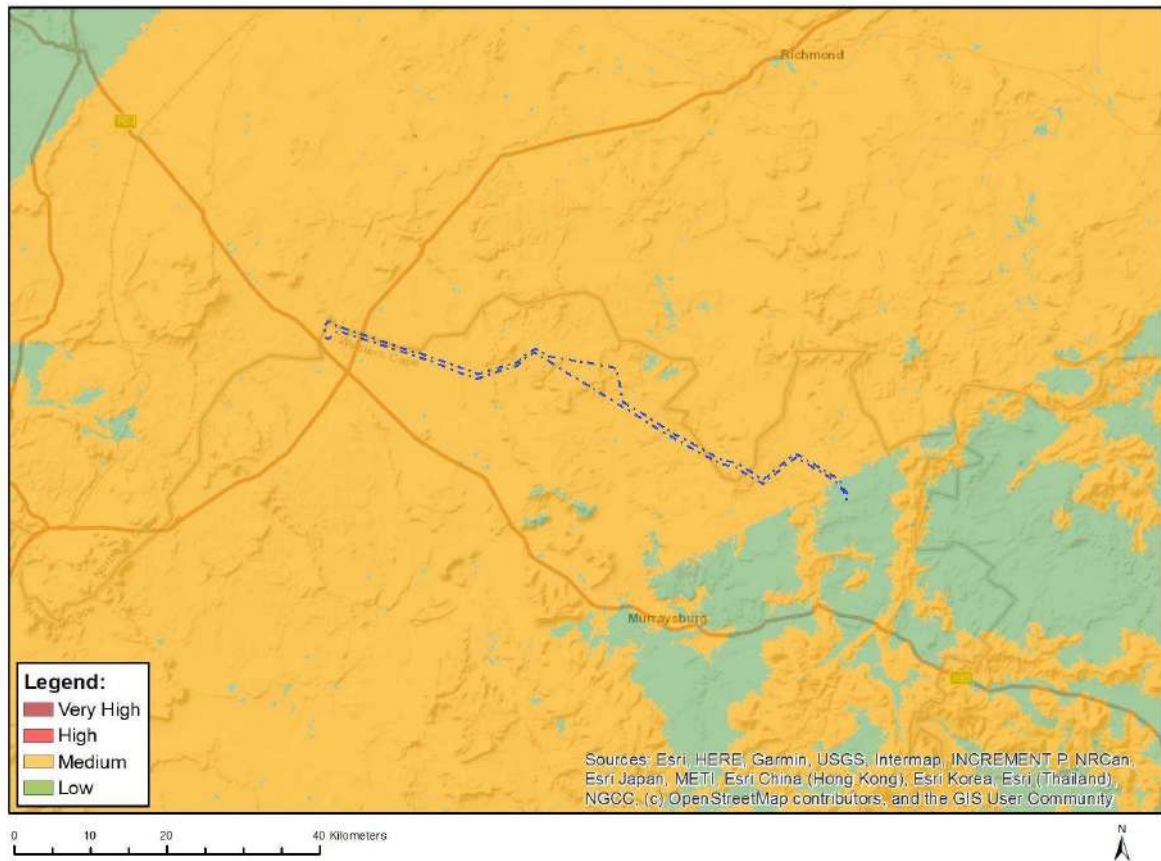 Richmond
Murraysburg
Legend:
Very High
High
Medium
Low
Sources: Esri, HERE, Garmin, USGS, Intermap, INCREMENT P, NRCan,
Esri Japan, METI, Esri China (Hong Kong), Esri Korea, Esri (Thailand),
NGCC, (c) OpenStreetMap contributors, and the GIS User Community
0 10 20 40 Kilometers
N